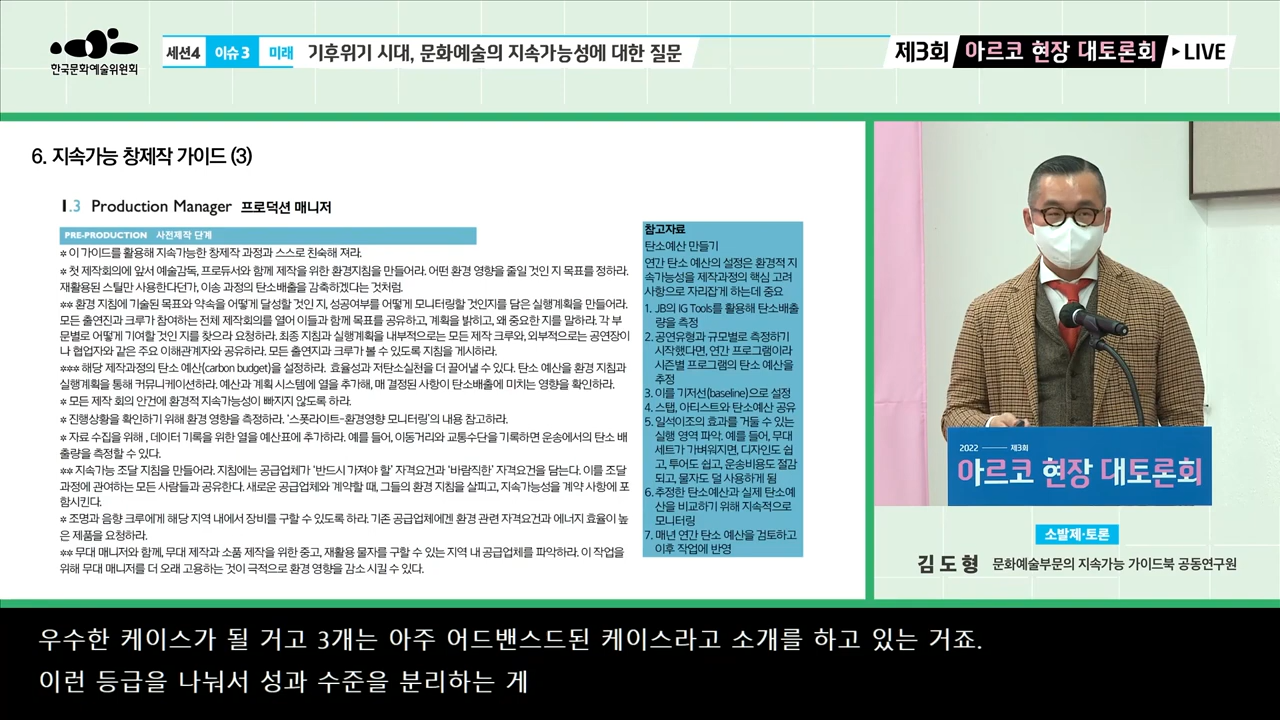 한국문화예술위원회
세션4 이슈 3 미래 기후위기 시대, 문화예술의 지속가능성에 대한 질문
제3회 아르코 현장 대토론회 ▸LIVE
6. 지속가능 창제작 가이드 (3)
1.3 Production Manager 프로덕션 매니저
PRE-PRODUCTION 사전제작 단계
✲ 이 가이드를 활용해 지속가능한 창제작 과정과 스스로 친숙해 져라.
✲ 첫 제작회의에 앞서 예술감독, 프로듀서와 함께 제작을 위한 환경지침을 만들어라. 어떤 환경 영향을 줄일 것인 지 목표를 정하라.
재활용된 스틸만 사용한다던가, 이송 과정의 탄소배출을 감축하겠다는 것처럼.
✲✲ 환경 지침에 기술된 목표와 약속을 어떻게 달성할 것인 지, 성공여부를 어떻게 모니터링할 것인지를 담은 실행계획을 만들어라.
모든 출연진과 크루가 참여하는 전체 제작회의를 열어 이들과 함께 목표를 공유하고, 계획을 밝히고, 왜 중요한 지를 말하라. 각 부
문별로 어떻게 기여할 것인 지를 찾으라 요청하라. 최종 지침과 실행계획을 내부적으로는 모든 제작 크루와, 외부적으로는 공연장이
나 협업자와 같은 주요 이해관계자와 공유하라. 모든 출연진과 크루가 볼 수 있도록 지침을 게시하라.
✲✲✲ 해당 제작과정의 탄소 예산(carbon budget)을 설정하라. 효율성과 저탄소실천을 더 끌어낼 수 있다. 탄소 예산을 환경 지침과
실행계획을 통해 커뮤니케이션하라. 예산과 계획 시스템에 열을 추가해, 매 결정된 사항이 탄소배출에 미치는 영향을 확인하라.
✲ 모든 제작 회의 안건에 환경적 지속가능성이 빠지지 않도록 하라.
✲ 진행상황을 확인하기 위해 환경 영향을 측정하라. '스폿라이트-환경영향 모니터링'의 내용 참고하라.
✲ 자료 수집을 위해 , 데이터 기록을 위한 열을 예산표에 추가하라. 예를 들어, 이동거리와 교통수단을 기록하면 운송에서의 탄소 배
출량을 측정할 수 있다.
✲✲ 지속가능 조달 지침을 만들어라. 지침에는 공급업체가 '반드시 가져야 할' 자격요건과 '바람직한' 자격요건을 담는다. 이를 조달
과정에 관여하는 모든 사람들과 공유한다. 새로운 공급업체와 계약할 때, 그들의 환경 지침을 살피고, 지속가능성을 계약 사항에 포
함시킨다.
✲ 조명과 음향 크루에게 해당 지역 내에서 장비를 구할 수 있도록 하라. 기존 공급업체에겐 환경 관련 자격요건과 에너지 효율이 높
은 제품을 요청하라.
✲✲ 무대 매니저와 함께, 무대 제작과 소품 제작을 위한 중고, 재활용 물자를 구할 수 있는 지역 내 공급업체를 파악하라. 이 작업을
위해 무대 매니저를 더 오래 고용하는 것이 극적으로 환경 영향을 감소 시킬 수 있다.
참고자료
탄소예산 만들기
연간 탄소 예산의 설정은 환경적 지
속가능성을 제작과정의 핵심 고려
사항으로 자리잡게 하는데 중요
1. JB의 IG Tools를 활용해 탄소배출
량을 측정
2. 공연유형과 규모별로 측정하기
시작했다면, 연간 프로그램이라
시즌별 프로그램의 탄소 예산을
추정
3. 이를 기저선(baseline)으로 설정
4. 스탭, 아티스트와 탄소예산 공유
5. 일석이조의 효과를 거둘 수 있는
실행 영역 파악. 예를 들어, 무대
세트가 가벼워지면, 디자인도 쉽
고, 투어도 쉽고, 운송비용도 절감
되고, 물자도 덜 사용하게 됨
6. 추정한 탄소예산과 실제 탄소예
산을 비교하기 위해 지속적으로
모니터링
7. 매년 연간 탄소 예산을 검토하고
이후 작업에 반영
2022 제3회
아르코 현장 대토론회
소발제·토론
김도형 문화예술부문의 지속가능 가이드북 공동연구원
우수한 케이스가 될 거고 3개는 아주 어드밴스드된 케이스라고 소개를 하고 있는 거죠.
이런 등급을 나눠서 성과 수준을 분리하는 게